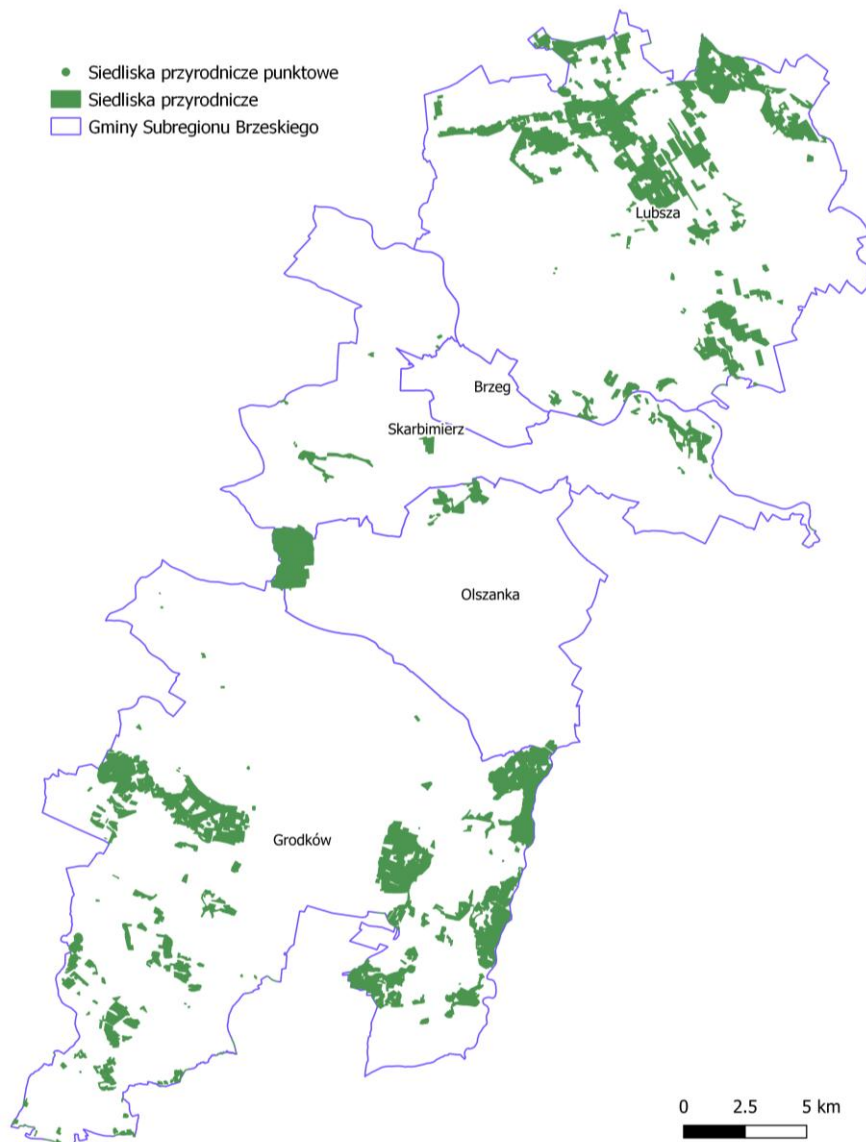 Siedliska przyrodnicze punktowe
Siedliska przyrodnicze
Gminy Subregionu Brzeskiego
Lubsza
Brzeg
Skarbimierz
Olszanka
Grodków
0 2.5 5 km